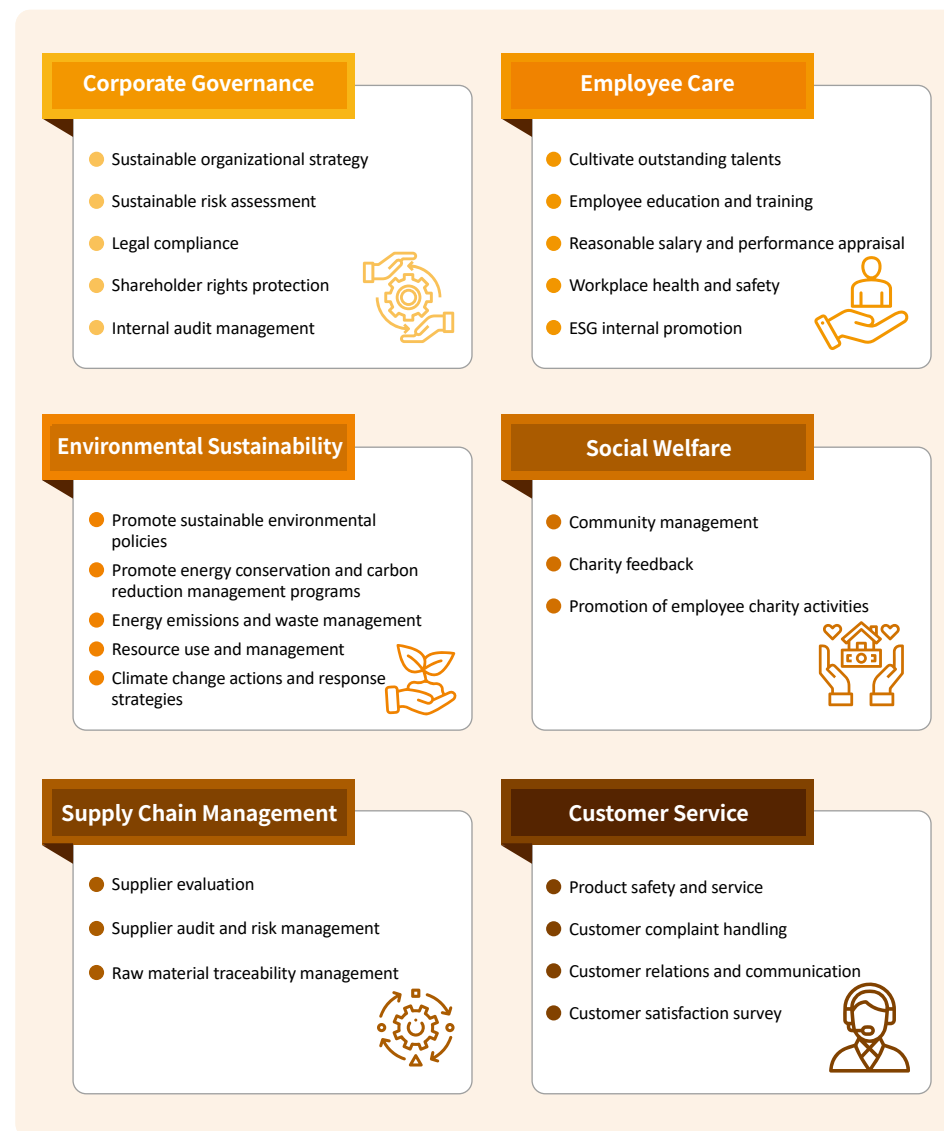 Corporate Governance
Sustainable organizational strategy
Sustainable risk assessment
Legal compliance
Shareholder rights protection
Internal audit management
Employee Care
Cultivate outstanding talents
Employee education and training
Reasonable salary and performance appraisal
Workplace health and safety
ESG internal promotion
Environmental Sustainability
Promote sustainable environmental
policies
Promote energy conservation and carbon
reduction management programs
Energy emissions and waste management
Resource use and management
Climate change actions and response
strategies
Social Welfare
Community management
Charity feedback
Promotion of employee charity activities
Supply Chain Management
Supplier evaluation
Supplier audit and risk management
Raw material traceability management
Customer Service
Product safety and service
Customer complaint handling
Customer relations and communication
Customer satisfaction survey